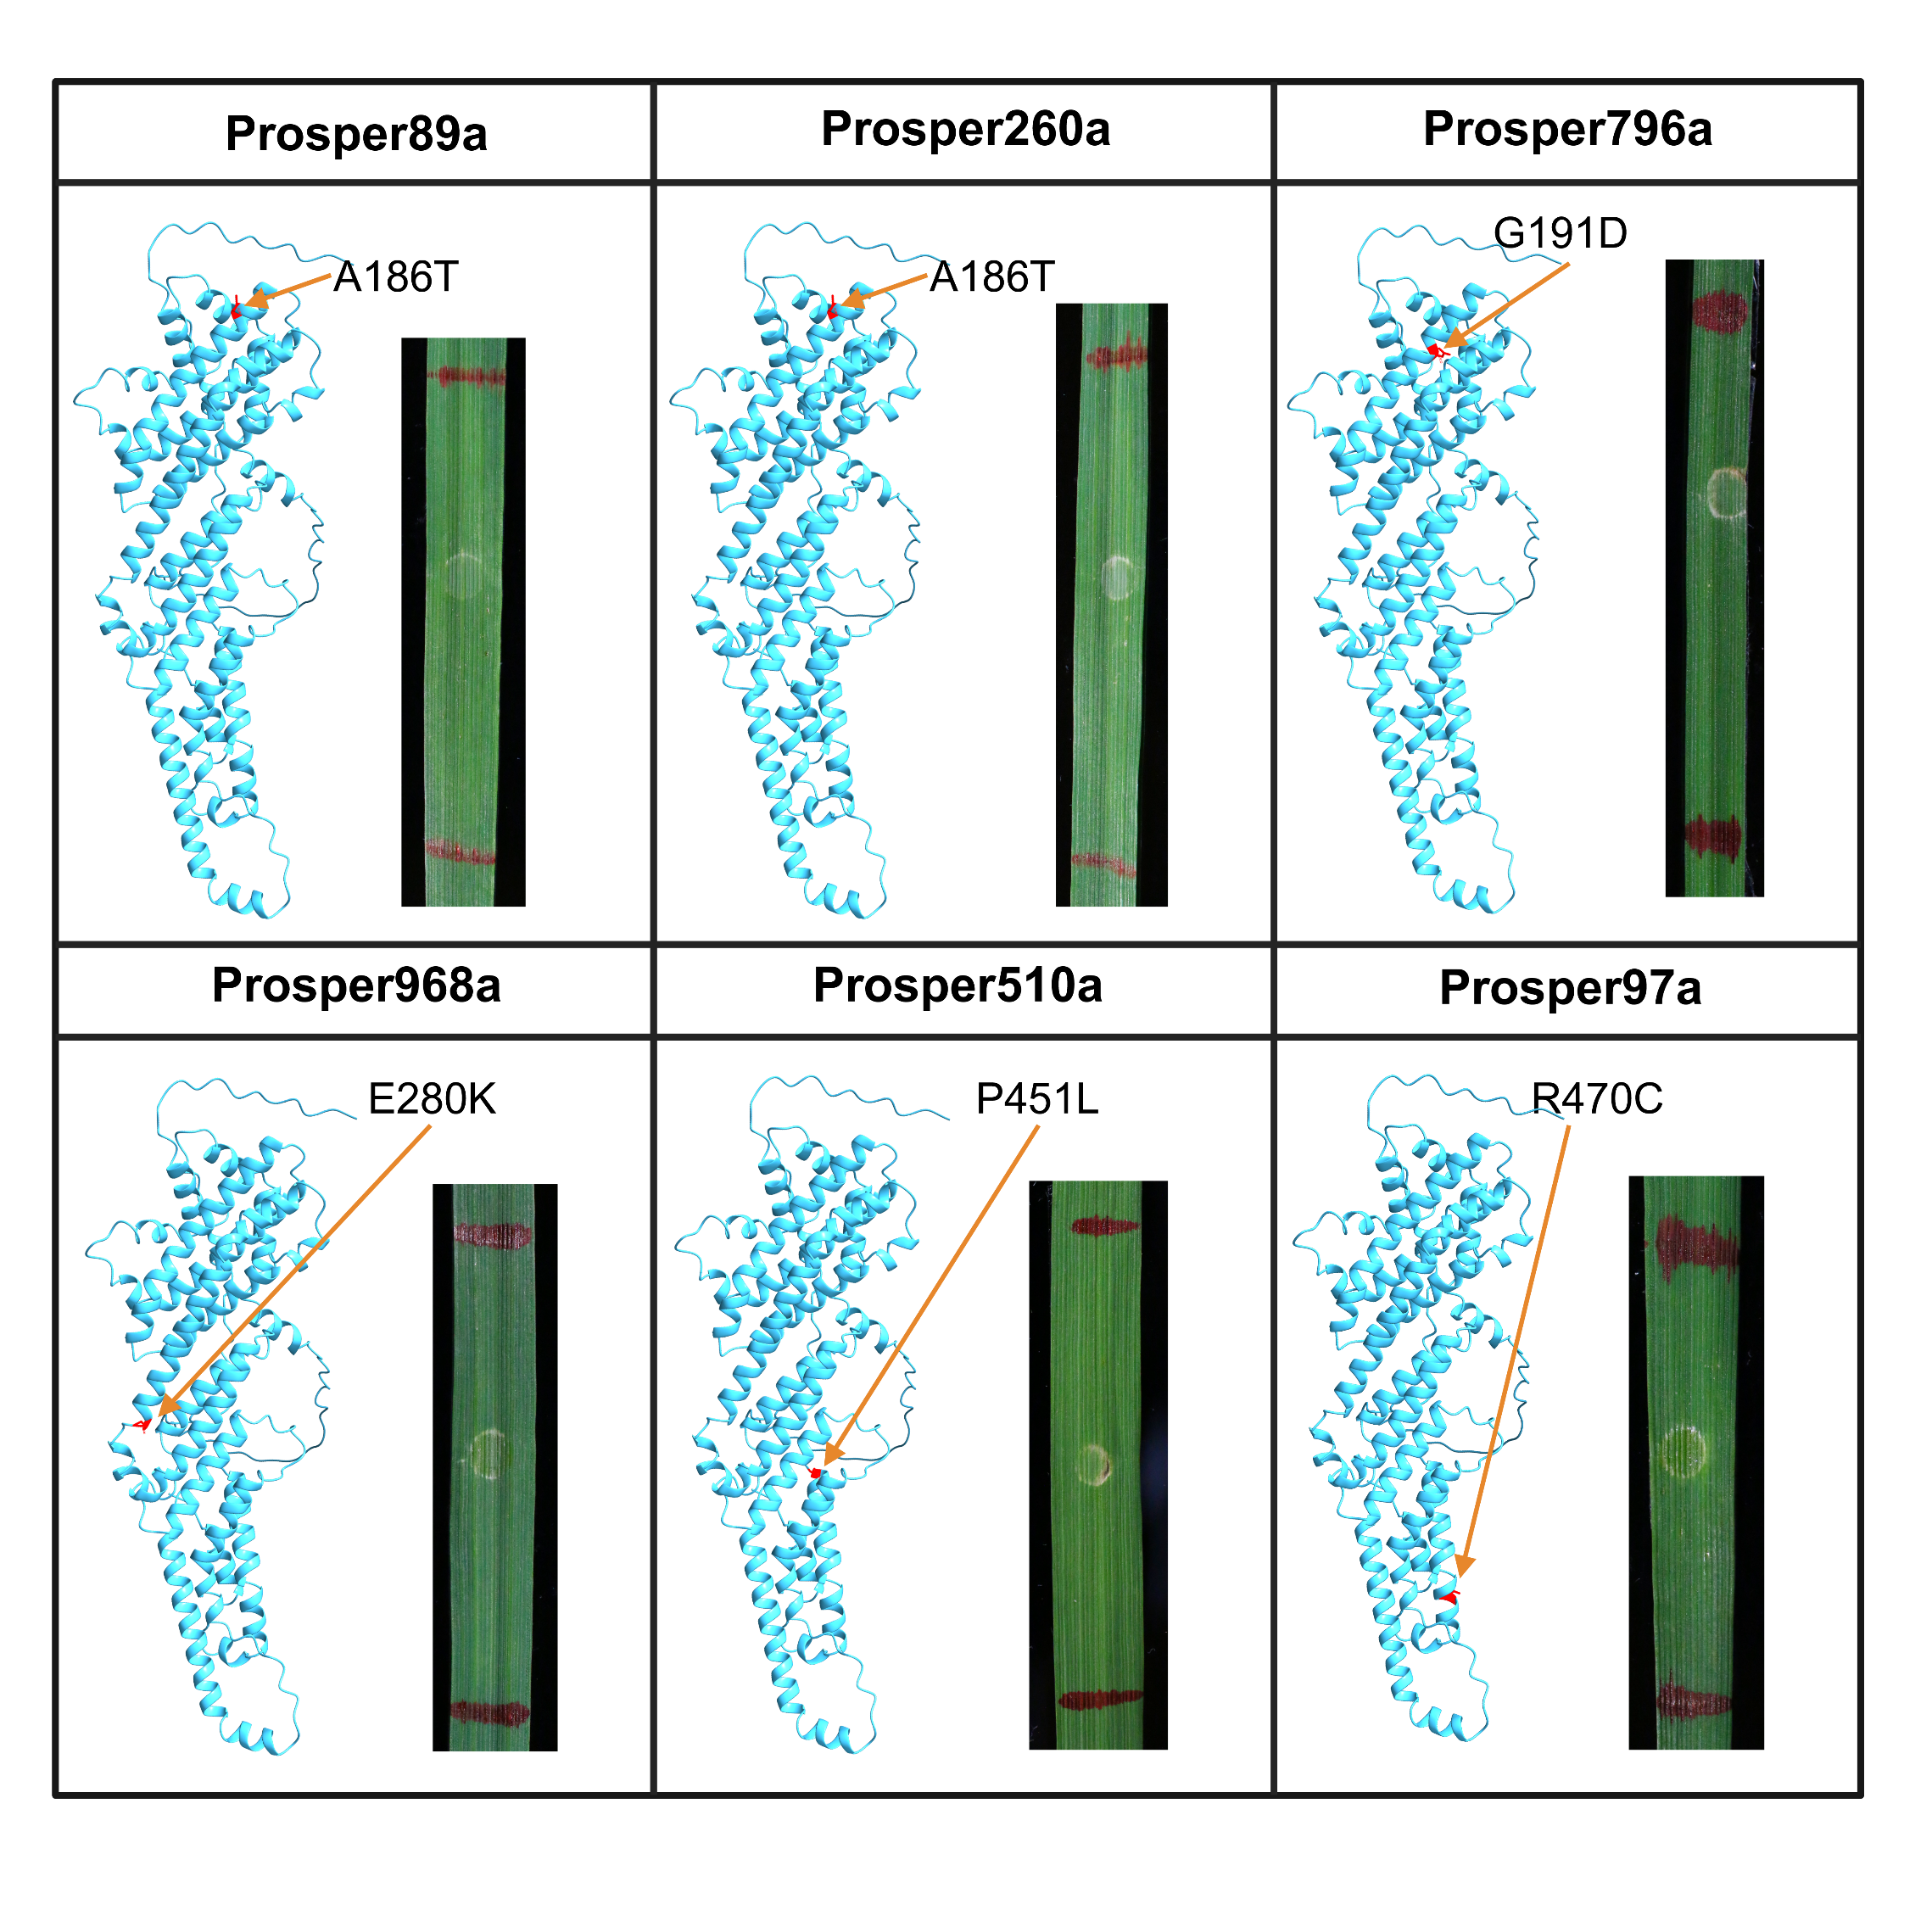 Prosper89a
Prosper260a
Prosper796a
A186T
A186T
G191D
Prosper968a
Prosper510a
Prosper97a
E280K
P451L
R470C